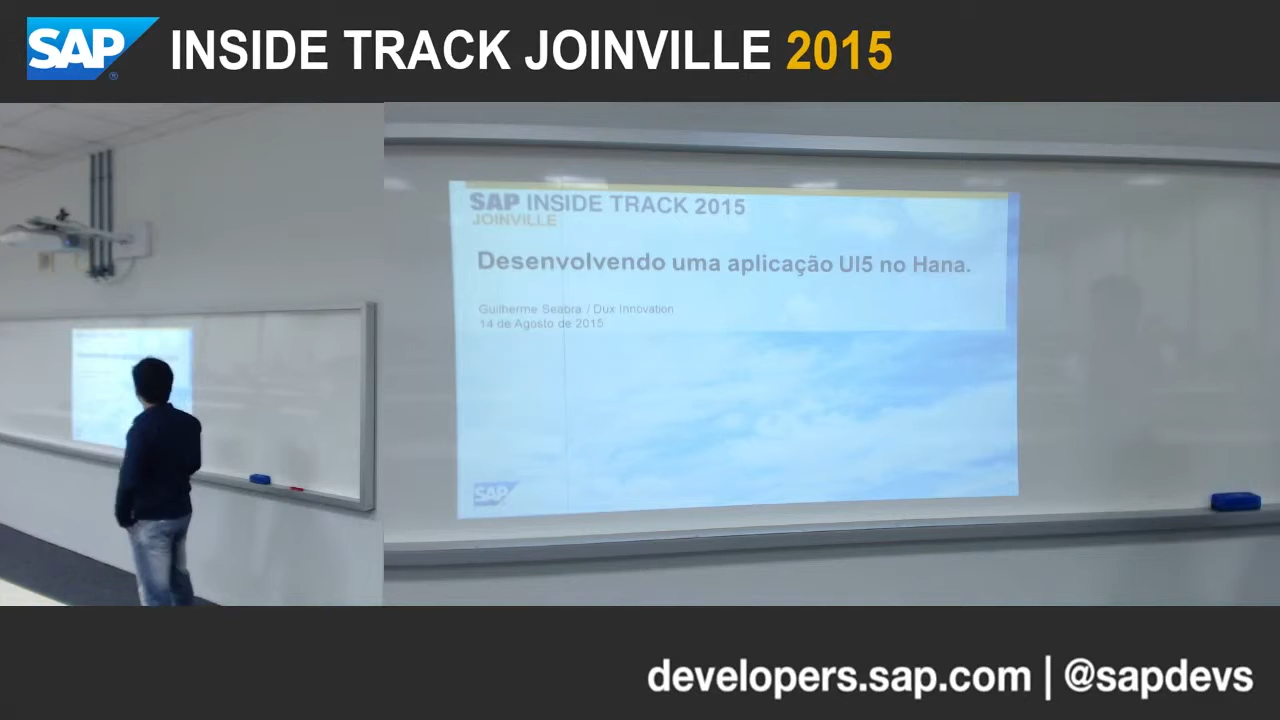 SAP®
INSIDE TRACK JOINVILLE 2015
SAP INSIDE TRACK 2015
JOINVILLE
Desenvolvendo uma aplicação UI5 no Hana.
Guilherme Seabra / Dux Innovation
14 de Agosto de 2015
SAP
developers.sap.com | @sapdevs